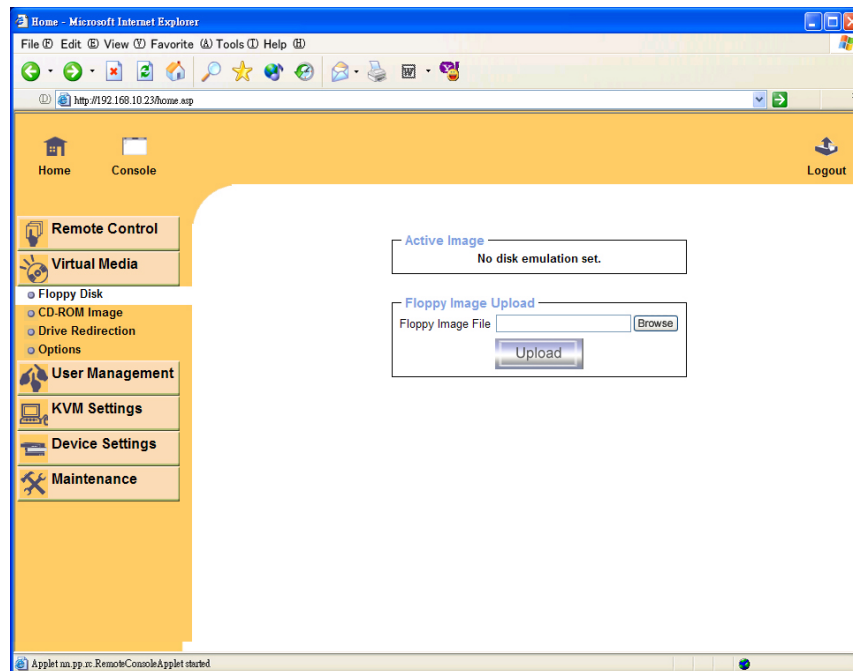 Home - Microsoft Internet Explorer
File (F) Edit (E) View (V) Favorite (A) Tools (T) Help (H)
(D) http://192.168.10.23/home.asp
Home Console Logout
Remote Control
Virtual Media
Floppy Disk
CD-ROM Image
Drive Redirection
Options
User Management
KVM Settings
Device Settings
Maintenance
Active Image
No disk emulation set.
Floppy Image Upload
Floppy Image File Browse
Upload
Applet nn.pp.rc.RemoteConsoleApplet started